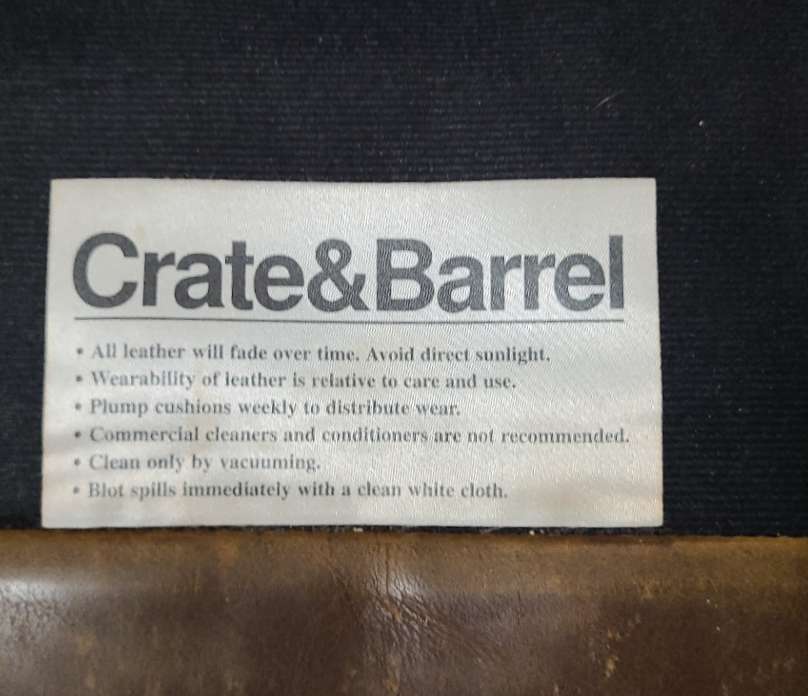 Crate&Barrel
• All leather will fade over time. Avoid direct sunlight.
• Wearability of leather is relative to care and use.
• Plump cushions weekly to distribute wear.
• Commercial cleaners and conditioners are not recommended.
• Clean only by vacuuming.
• Blot spills immediately with a clean white cloth.